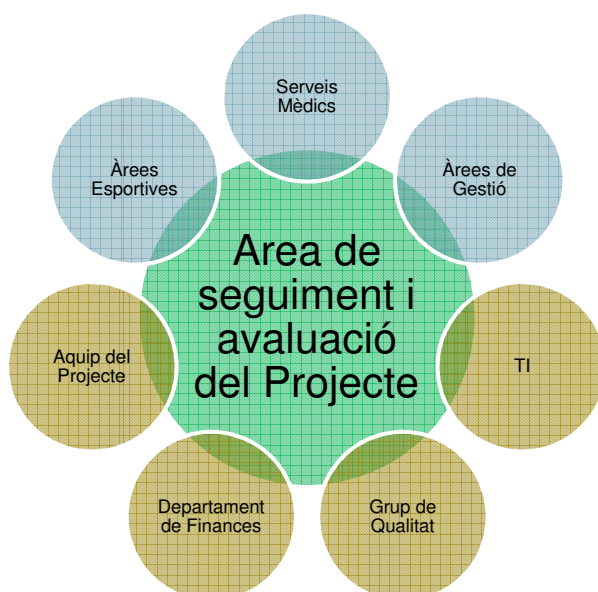 Serveis
Mèdics
Àrees
Esportives
Àrees de
Gestió
Area de
seguiment i
avaluació
del Projecte
Aquip del
Projecte
TI
Departament
de Finances
Grup de
Qualitat